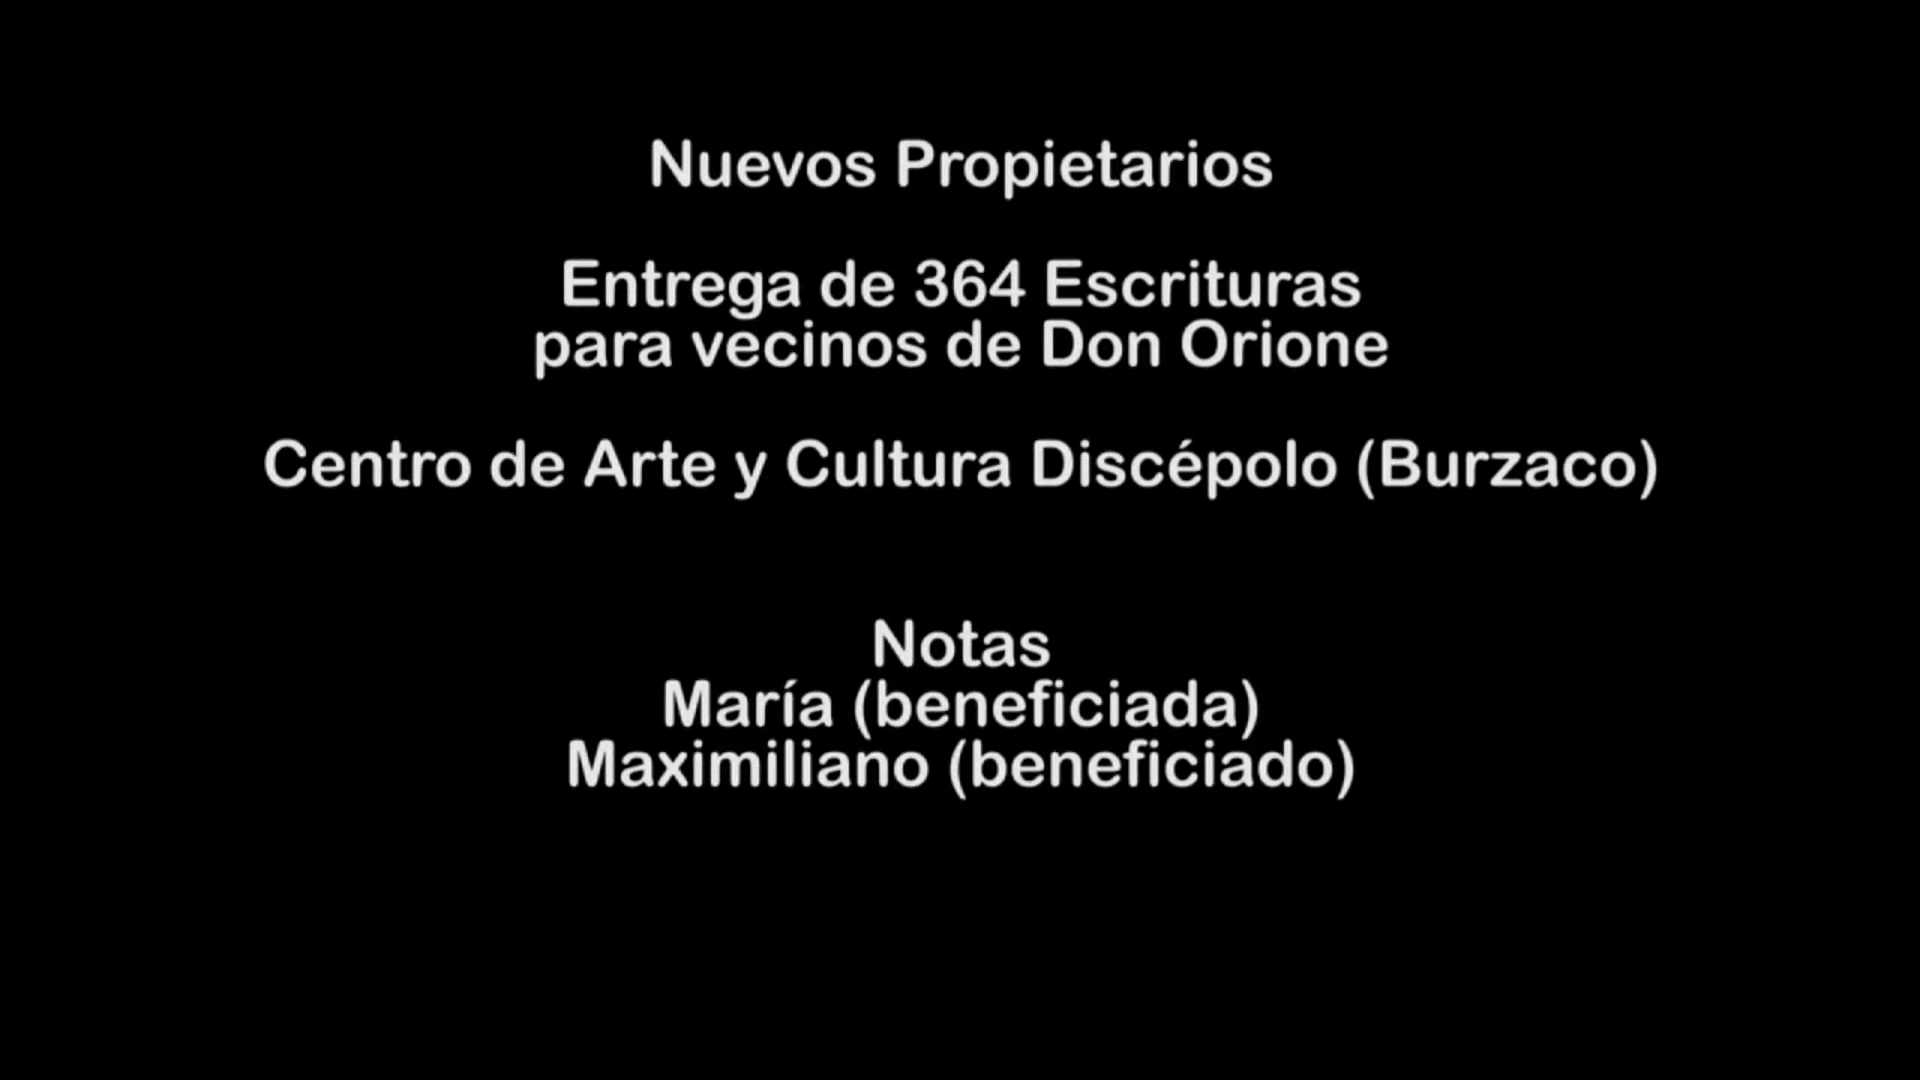 Nuevos Propietarios
Entrega de 364 Escrituras
para vecinos de Don Orione
Centro de Arte y Cultura Discépolo (Burzaco)
Notas
María (beneficiada)
Maximiliano (beneficiado)